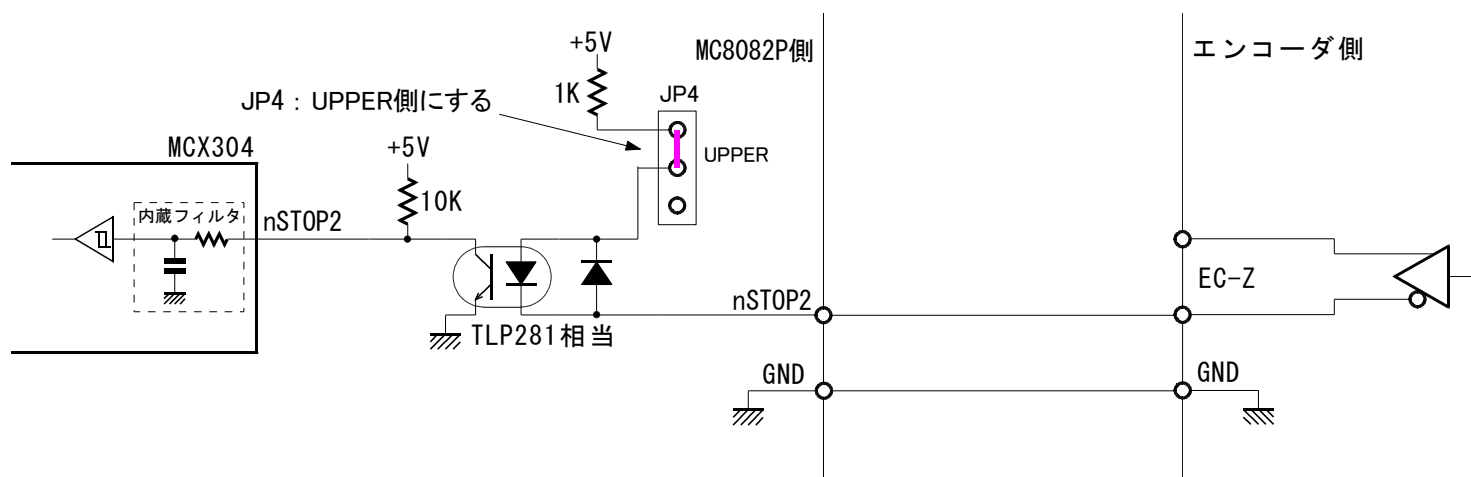 +5V
MC8082P側
エンコーダ側
1K
JP4
JP4：UPPER側にする
UPPER
MCX304
+5V
10K
内蔵フィルタ
nSTOP2
EC-Z
nSTOP2
TLP281相当
GND
GND